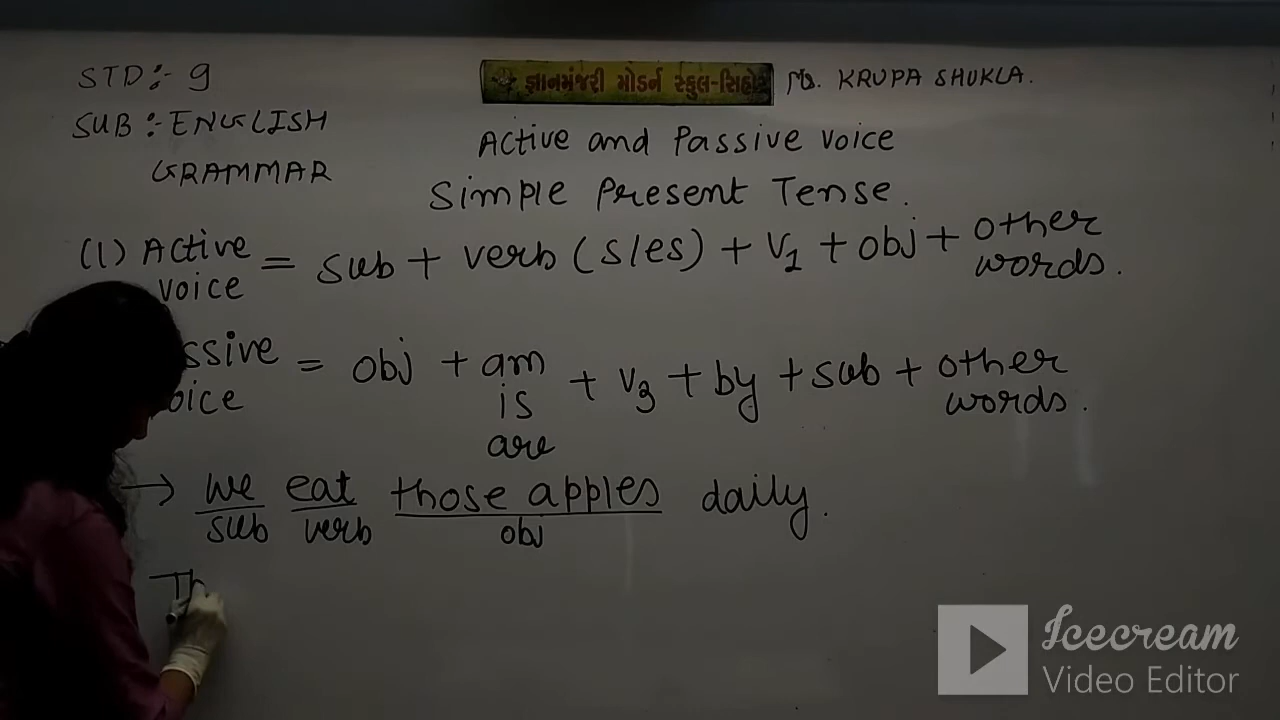 STD:- 9
SUB:- ENGLISH
GRAMMAR
જ્ઞાનમંજરી મોડર્ન સ્કુલ-સિહોર
Ms. KRUPA SHUKLA.
Active and Passive voice
Simple Present Tense.
(1) Active voice = sub + verb (s/es) + V1 + obj + other words.
ssive oice = obj + am is are + V3 + by + sub + other words.
→ we eat those apples daily.
sub verb obj
Th
Icecream
Video Editor